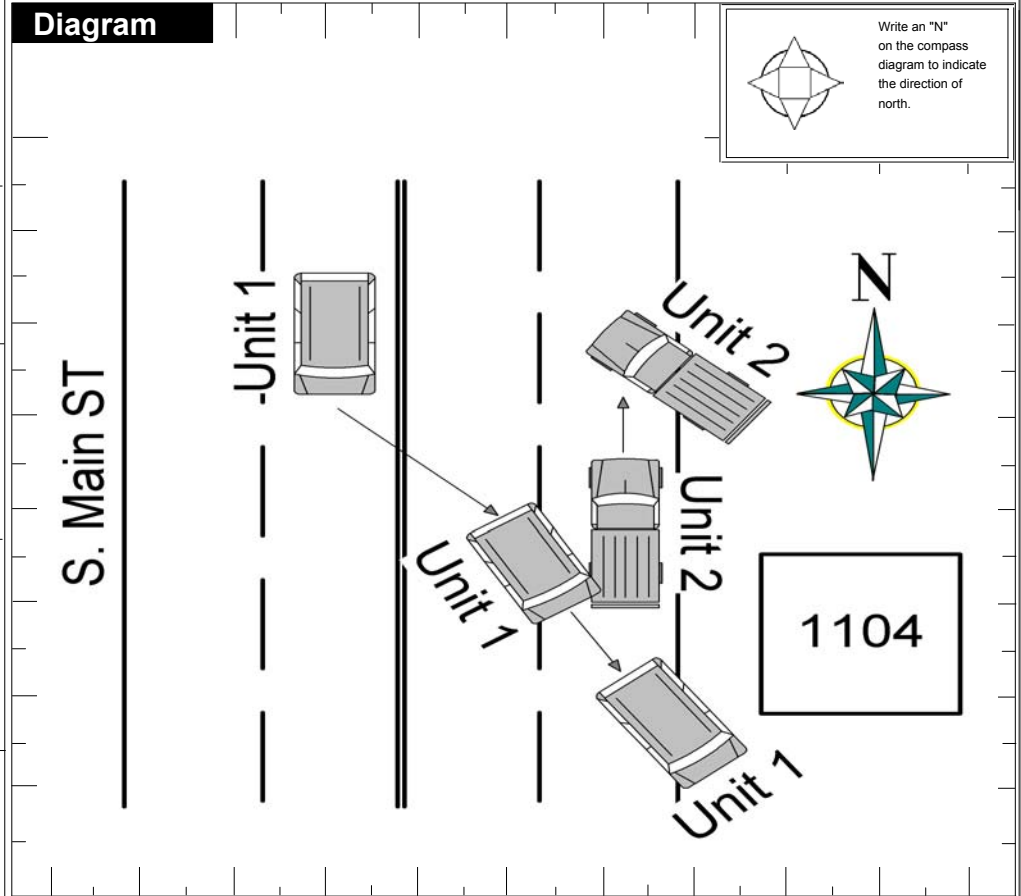 Diagram
Write an "N"
on the compass
diagram to indicate
the direction of
north.
N
Unit 1
Unit 2
S. Main ST
Unit 1
Unit 2
1104
Unit 1